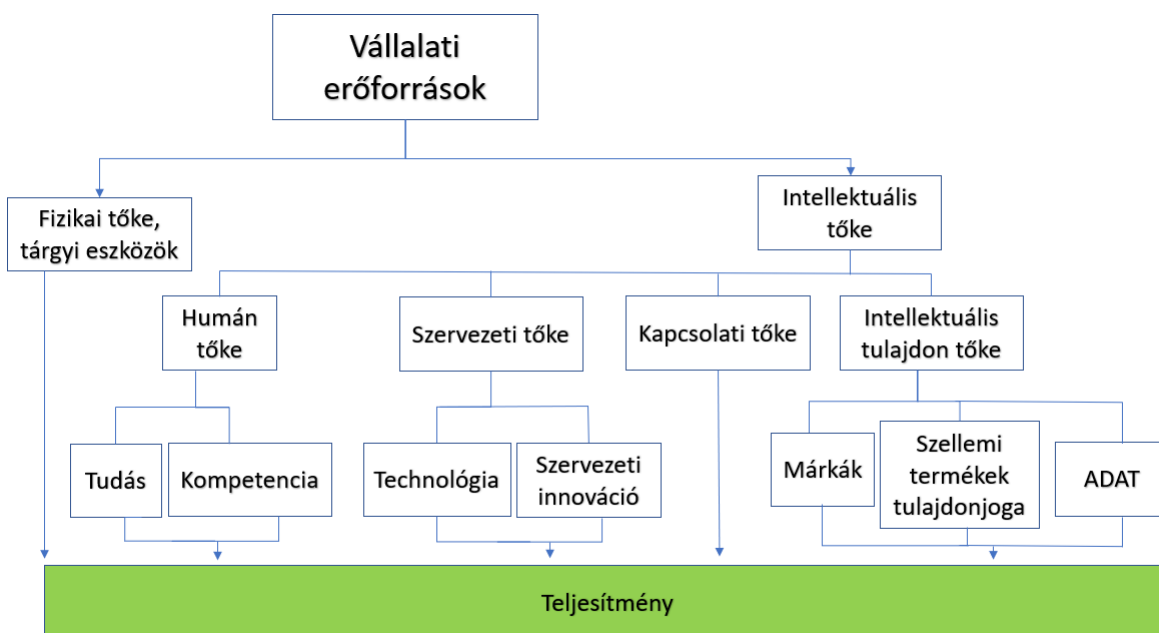 Vállalati
erőforrások
Fizikai tőke,
tárgyi eszközök
Intellektuális
tőke
Humán
tőke
Szervezeti tőke
Kapcsolati tőke
Intellektuális
tulajdon tőke
Tudás
Kompetencia
Technológia
Szervezeti
innováció
Márkák
Szellemi
termékek
tulajdonjoga
ADAT
Teljesítmény